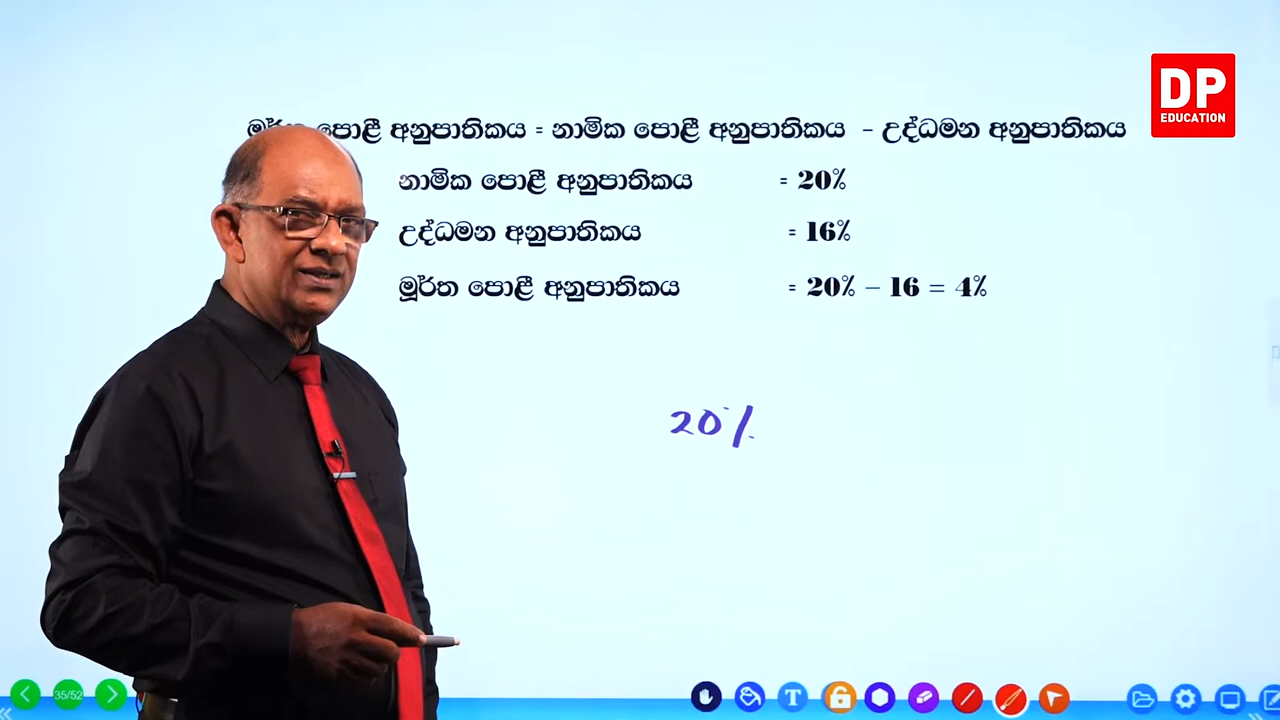 DP
EDUCATION
පොළී අනුපාතිකය = නාමික පොළී අනුපාතිකය - උද්ධමන අනුපාතිකය
නාමික පොළී අනුපාතිකය = 20%
උද්ධමන අනුපාතිකය = 16%
මූර්ත පොළී අනුපාතිකය = 20% – 16 = 4%
20%
35/52
T